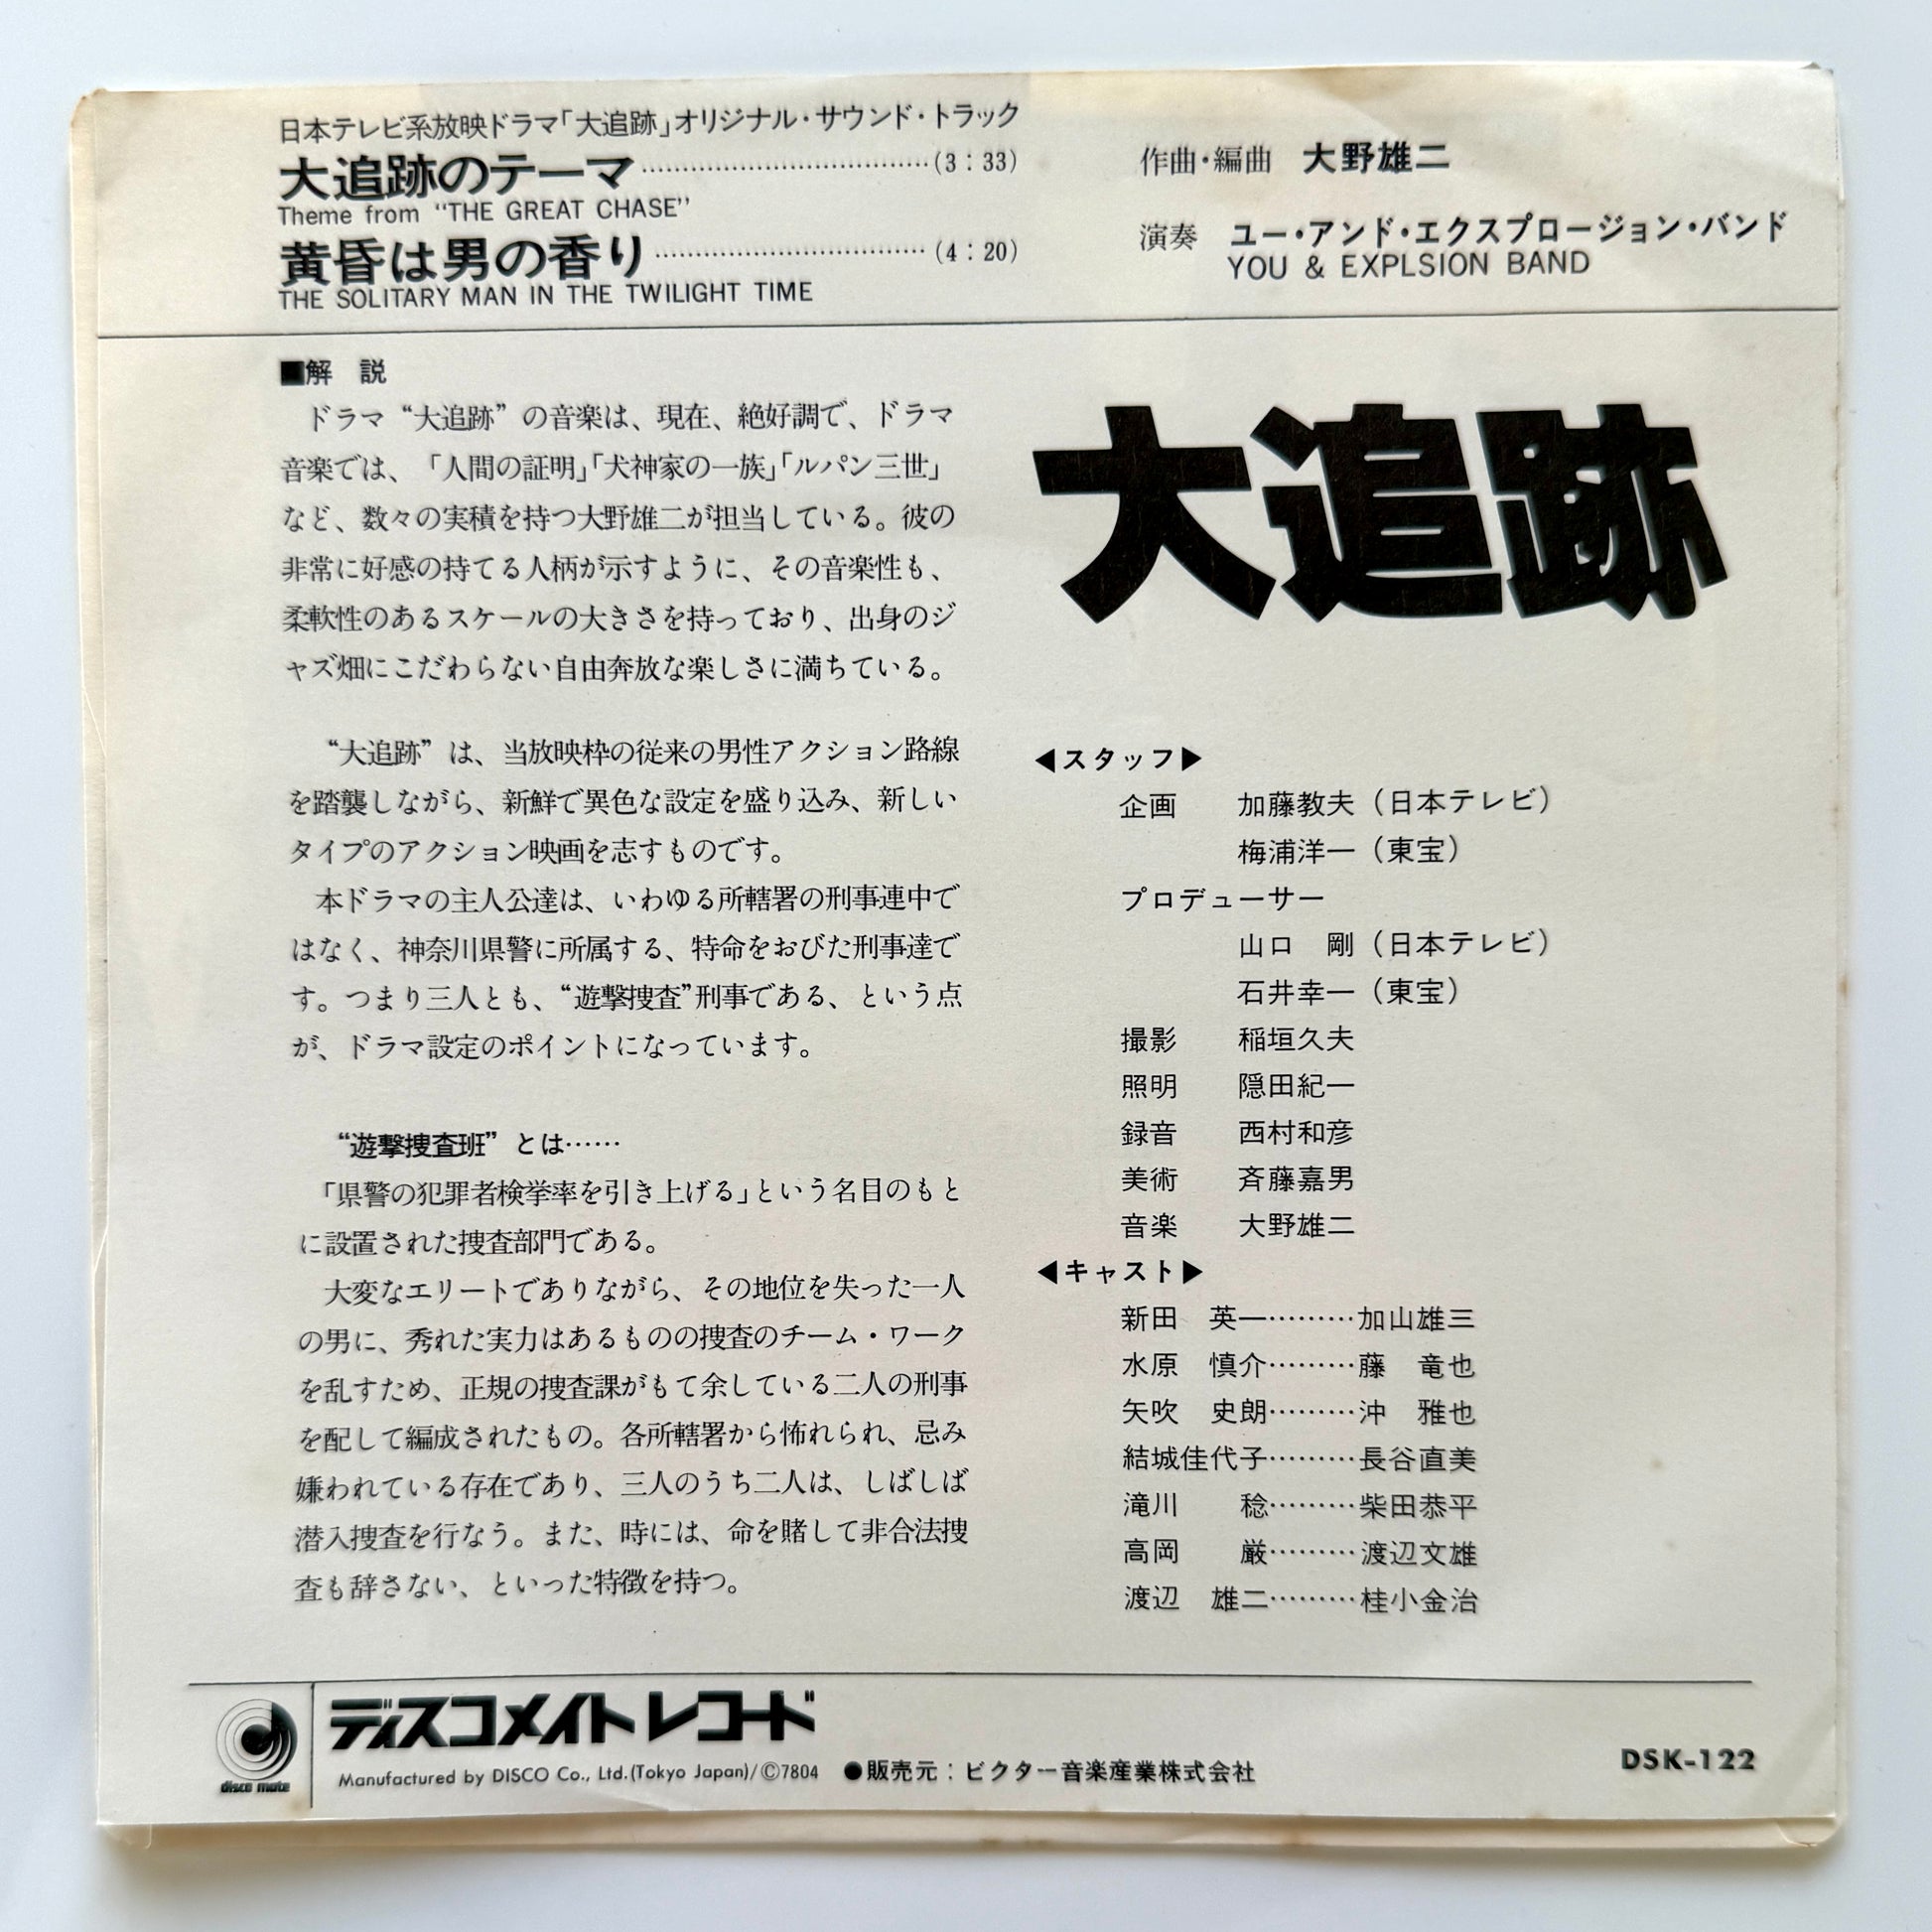 日本テレビ系放映ドラマ「大追跡」オリジナル・サウンド・トラック
大追跡のテーマ……………………………(3：33)
Theme from “THE GREAT CHASE”
黄昏は男の香り…………………………(4：20)
THE SOLITARY MAN IN THE TWILIGHT TIME
作曲・編曲　大野雄二
演奏　ユー・アンド・エクスプロージョン・バンド
YOU & EXPLSION BAND
■解　説
ドラマ“大追跡”の音楽は、現在、絶好調で、ドラマ
音楽では、「人間の証明」「犬神家の一族」「ルパン三世」
など、数々の実積を持つ大野雄二が担当している。彼の
非常に好感の持てる人柄が示すように、その音楽性も、
柔軟性のあるスケールの大きさを持っており、出身のジ
ャズ畑にこだわらない自由奔放な楽しさに満ちている。
“大追跡”は、当放映枠の従来の男性アクション路線
を踏襲しながら、新鮮で異色な設定を盛り込み、新しい
タイプのアクション映画を志すものです。
本ドラマの主人公達は、いわゆる所轄署の刑事連中で
はなく、神奈川県警に所属する、特命をおびた刑事達で
す。つまり三人とも、“遊撃捜査”刑事である、という点
が、ドラマ設定のポイントになっています。
“遊撃捜査班”とは……
「県警の犯罪者検挙率を引き上げる」という名目のもと
に設置された捜査部門である。
大変なエリートでありながら、その地位を失った一人
の男に、秀れた実力はあるものの捜査のチーム・ワーク
を乱すため、正規の捜査課がもて余している二人の刑事
を配して編成されたもの。各所轄署から怖れられ、忌み
嫌われている存在であり、三人のうち二人は、しばしば
潜入捜査を行なう。また、時には、命を賭して非合法捜
査も辞さない、といった特徴を持つ。
大追跡
◀スタッフ▶
企画　加藤教夫（日本テレビ）
梅浦洋一（東宝）
プロデューサー
山口　剛（日本テレビ）
石井幸一（東宝）
撮影　稲垣久夫
照明　隠田紀一
録音　西村和彦
美術　斉藤嘉男
音楽　大野雄二
◀キャスト▶
新田　英一………加山雄三
水原　慎介………藤　竜也
矢吹　史朗………沖　雅也
結城佳代子………長谷直美
滝川　　稔………柴田恭平
高岡　　厳………渡辺文雄
渡辺　雄二………桂小金治
disco mate
ディスコメイトレコード
Manufactured by DISCO Co., Ltd.(Tokyo Japan)/Ⓒ7804　●販売元：ビクター音楽産業株式会社
DSK-122